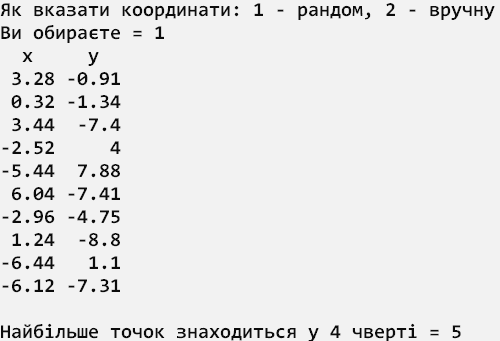 Як вказати координати: 1 - рандом, 2 - вручну
Ви обираєте = 1
x y
3.28 -0.91
0.32 -1.34
3.44 -7.4
-2.52 4
-5.44 7.88
6.04 -7.41
-2.96 -4.75
1.24 -8.8
-6.44 1.1
-6.12 -7.31
Найбільше точок знаходиться у 4 чверті = 5